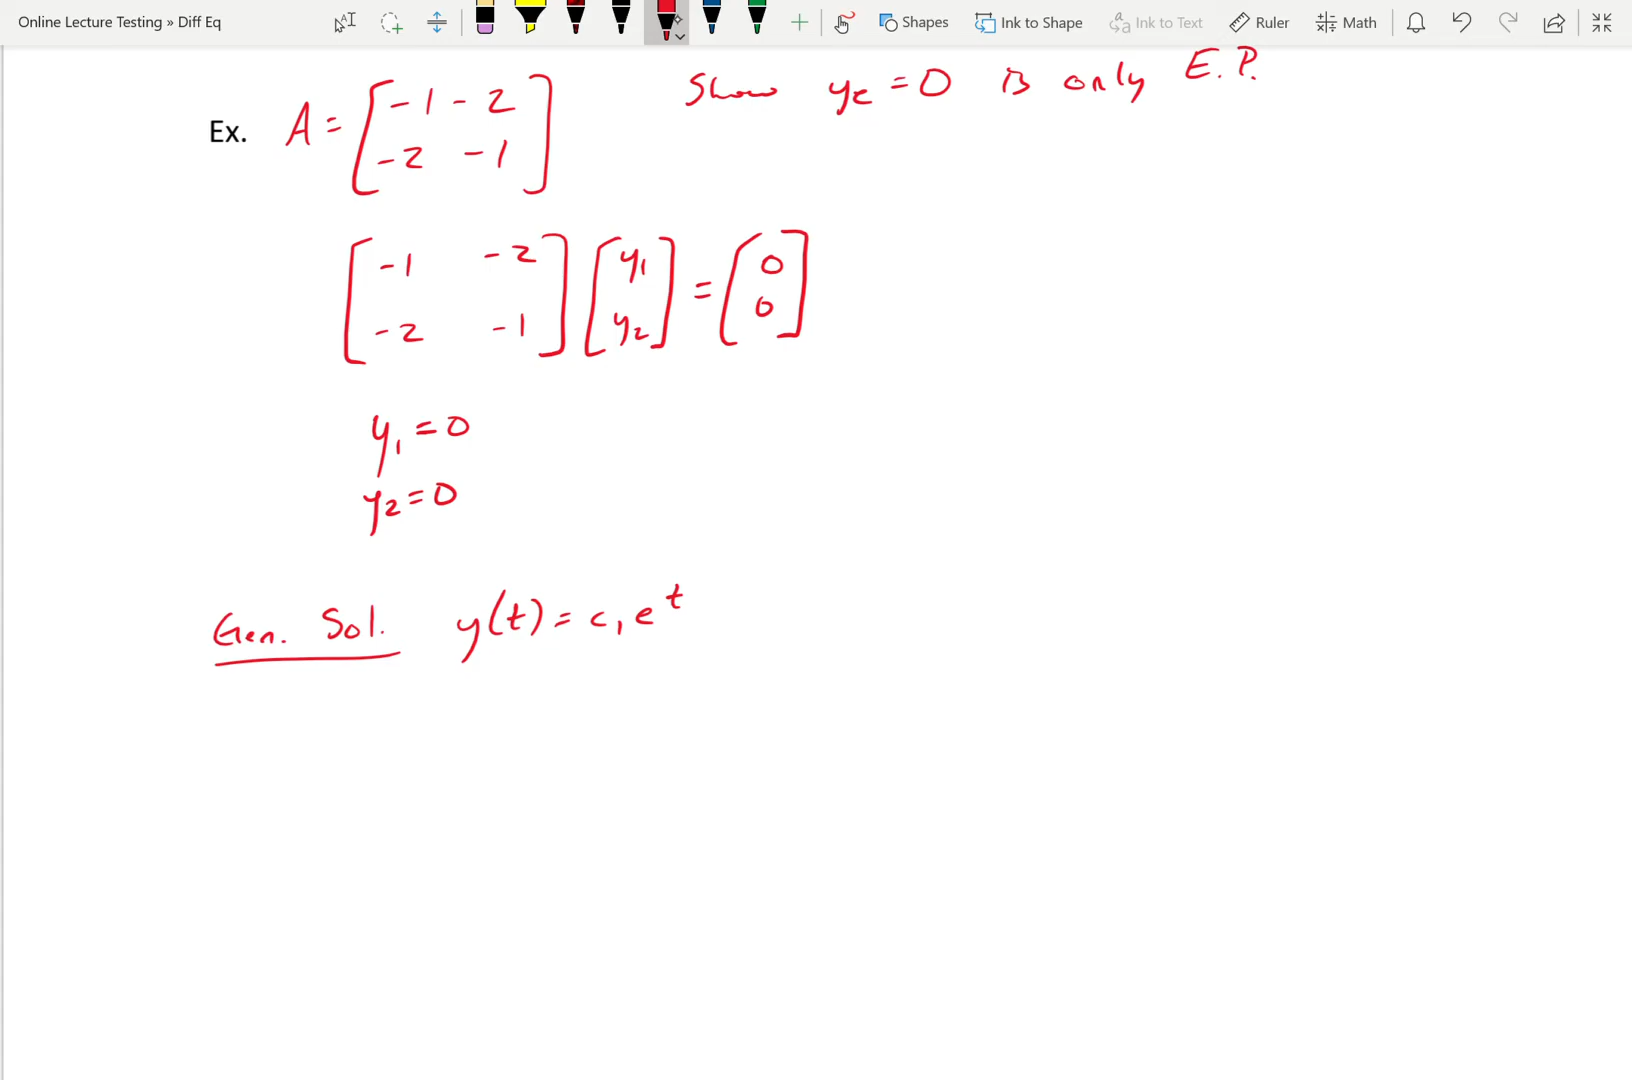 Online Lecture Testing » Diff Eq
Shapes Ink to Shape Ink to Text Ruler Math
Ex. A = [ -1 -2
-2 -1 ] Show y_E = 0 is only E.P.
[ -1 -2
-2 -1 ] [ y₁
y₂ ] = [ 0
0 ]
y₁ = 0
y₂ = 0
Gen. Sol. y(t) = c₁ e^t